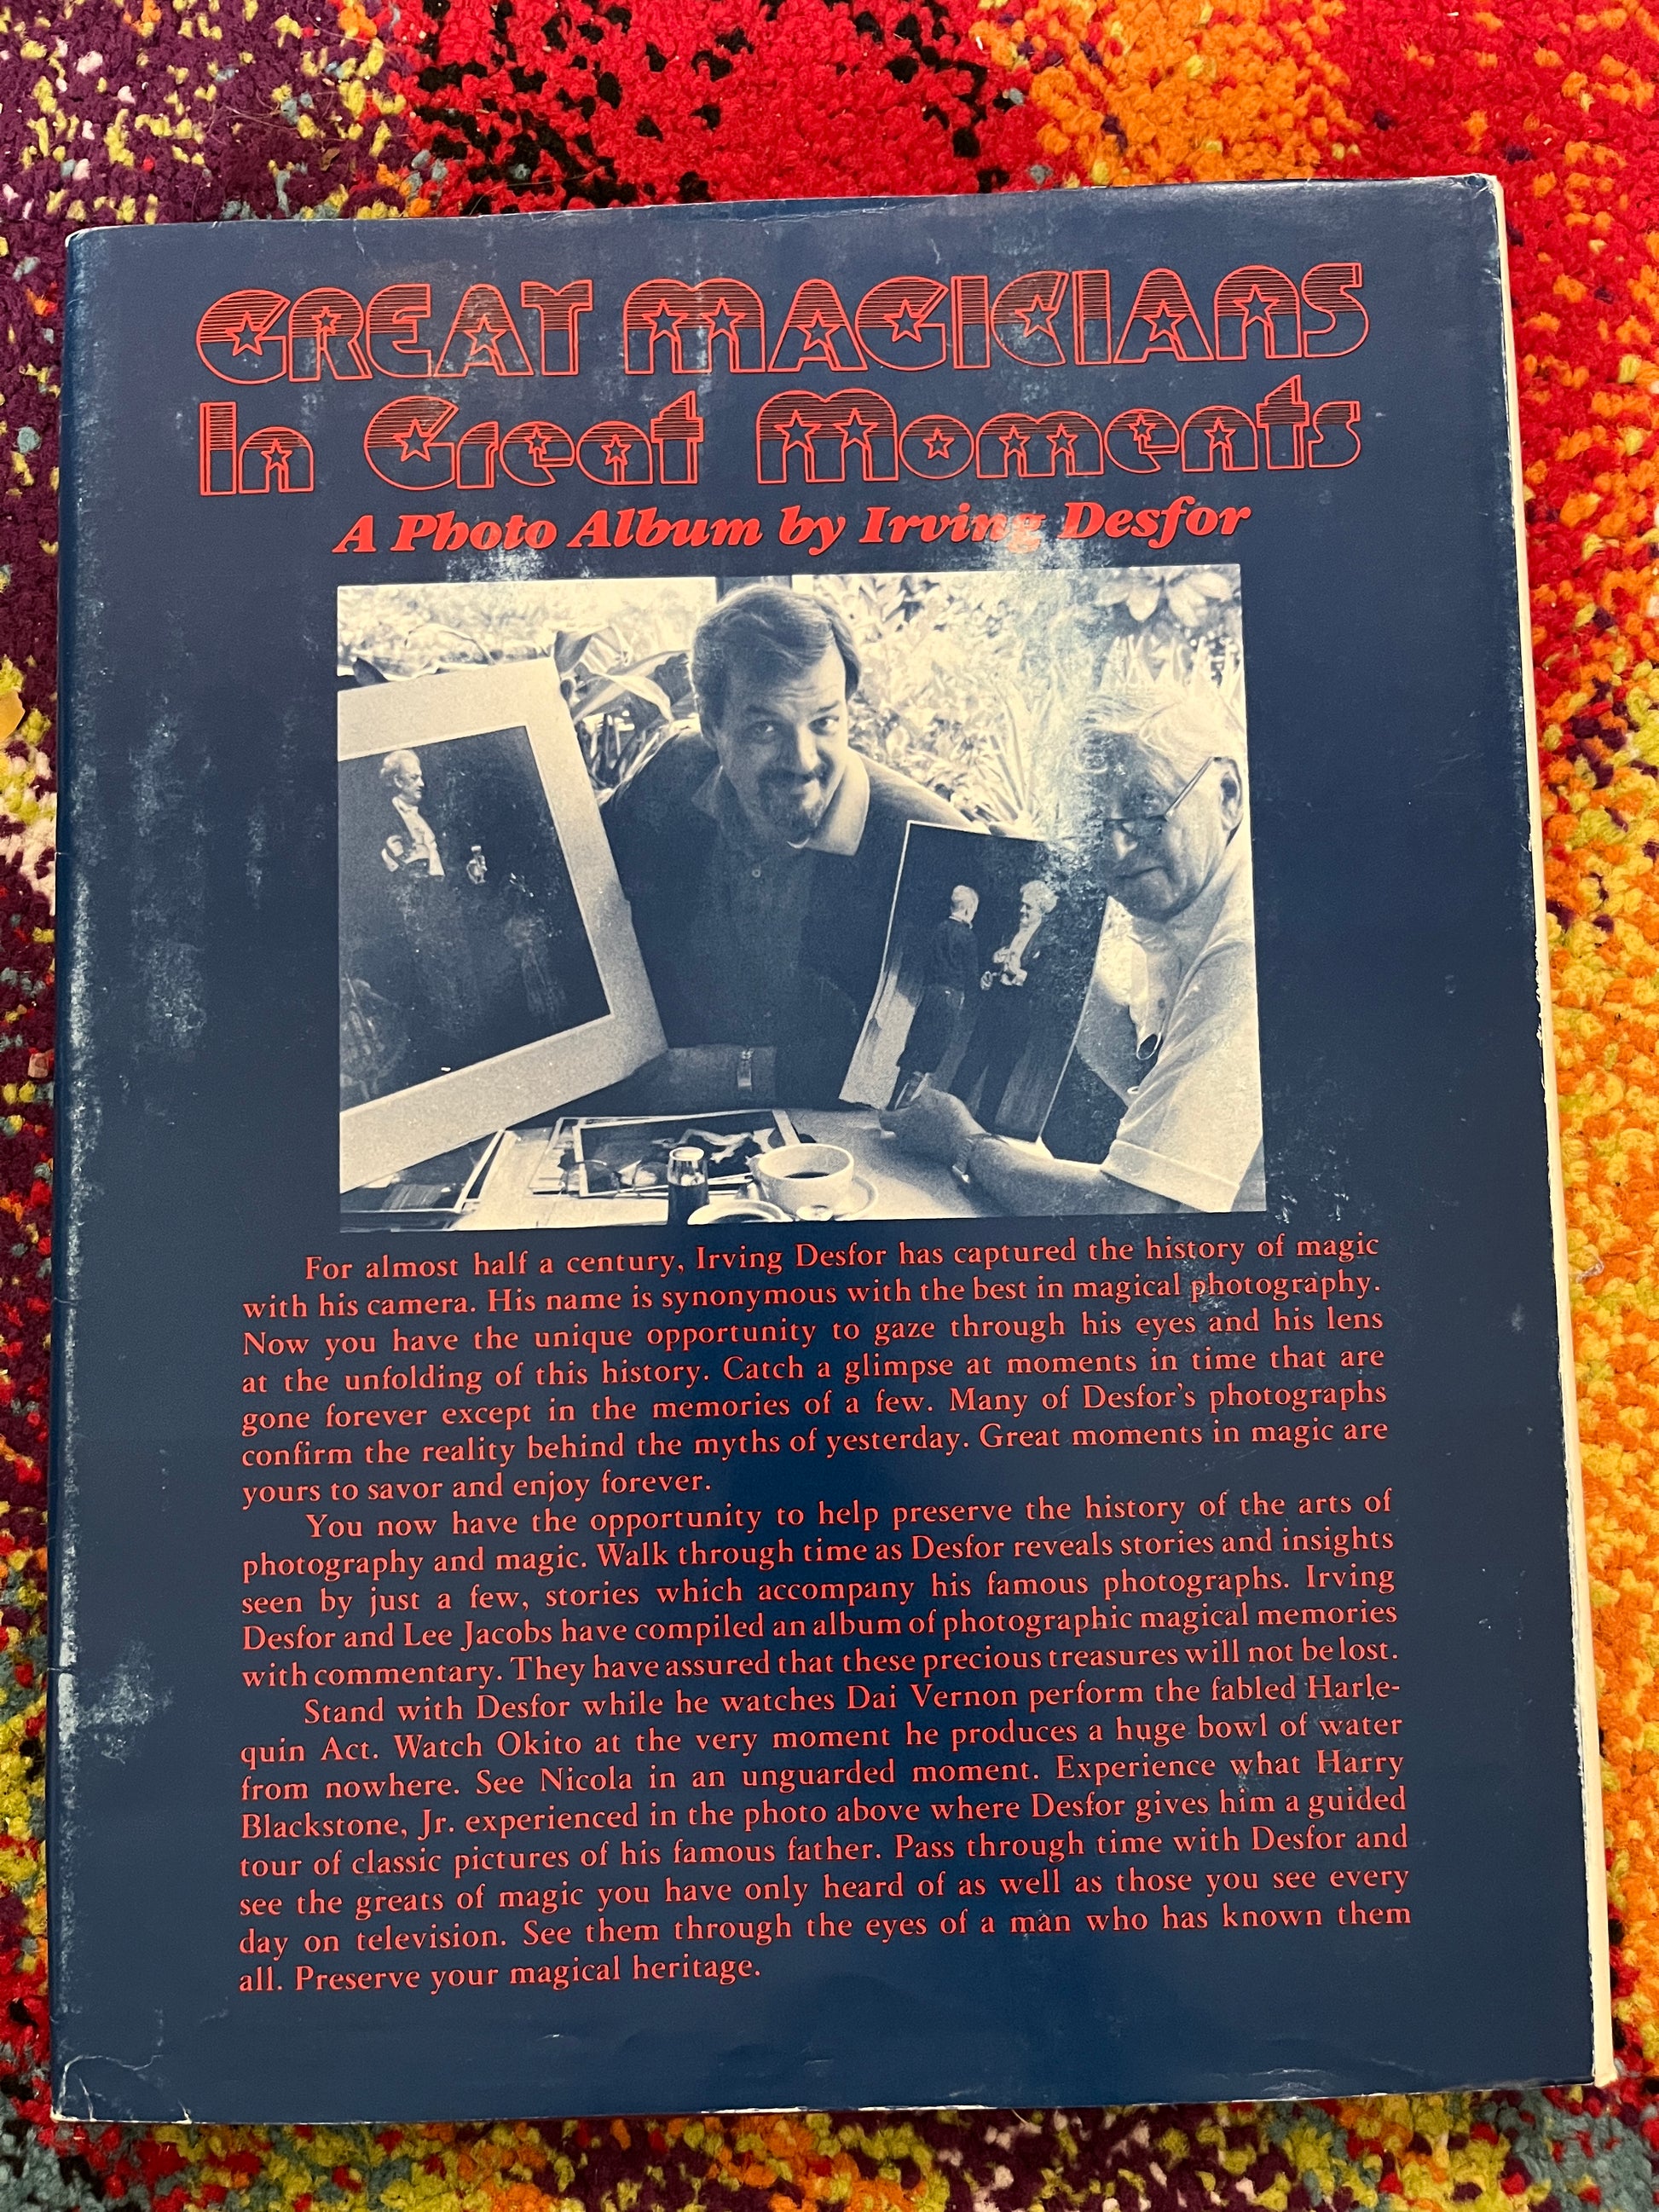 GREAT MAGICIANS
In Great Moments
A Photo Album by Irving Desfor
For almost half a century, Irving Desfor has captured the history of magic
with his camera. His name is synonymous with the best in magical photography.
Now you have the unique opportunity to gaze through his eyes and his lens
at the unfolding of this history. Catch a glimpse at moments in time that are
gone forever except in the memories of a few. Many of Desfor's photographs
confirm the reality behind the myths of yesterday. Great moments in magic are
yours to savor and enjoy forever.
You now have the opportunity to help preserve the history of the arts of
photography and magic. Walk through time as Desfor reveals stories and insights
seen by just a few, stories which accompany his famous photographs. Irving
Desfor and Lee Jacobs have compiled an album of photographic magical memories
with commentary. They have assured that these precious treasures will not be lost.
Stand with Desfor while he watches Dai Vernon perform the fabled Harle-
quin Act. Watch Okito at the very moment he produces a huge bowl of water
from nowhere. See Nicola in an unguarded moment. Experience what Harry
Blackstone, Jr. experienced in the photo above where Desfor gives him a guided
tour of classic pictures of his famous father. Pass through time with Desfor and
see the greats of magic you have only heard of as well as those you see every
day on television. See them through the eyes of a man who has known them
all. Preserve your magical heritage.